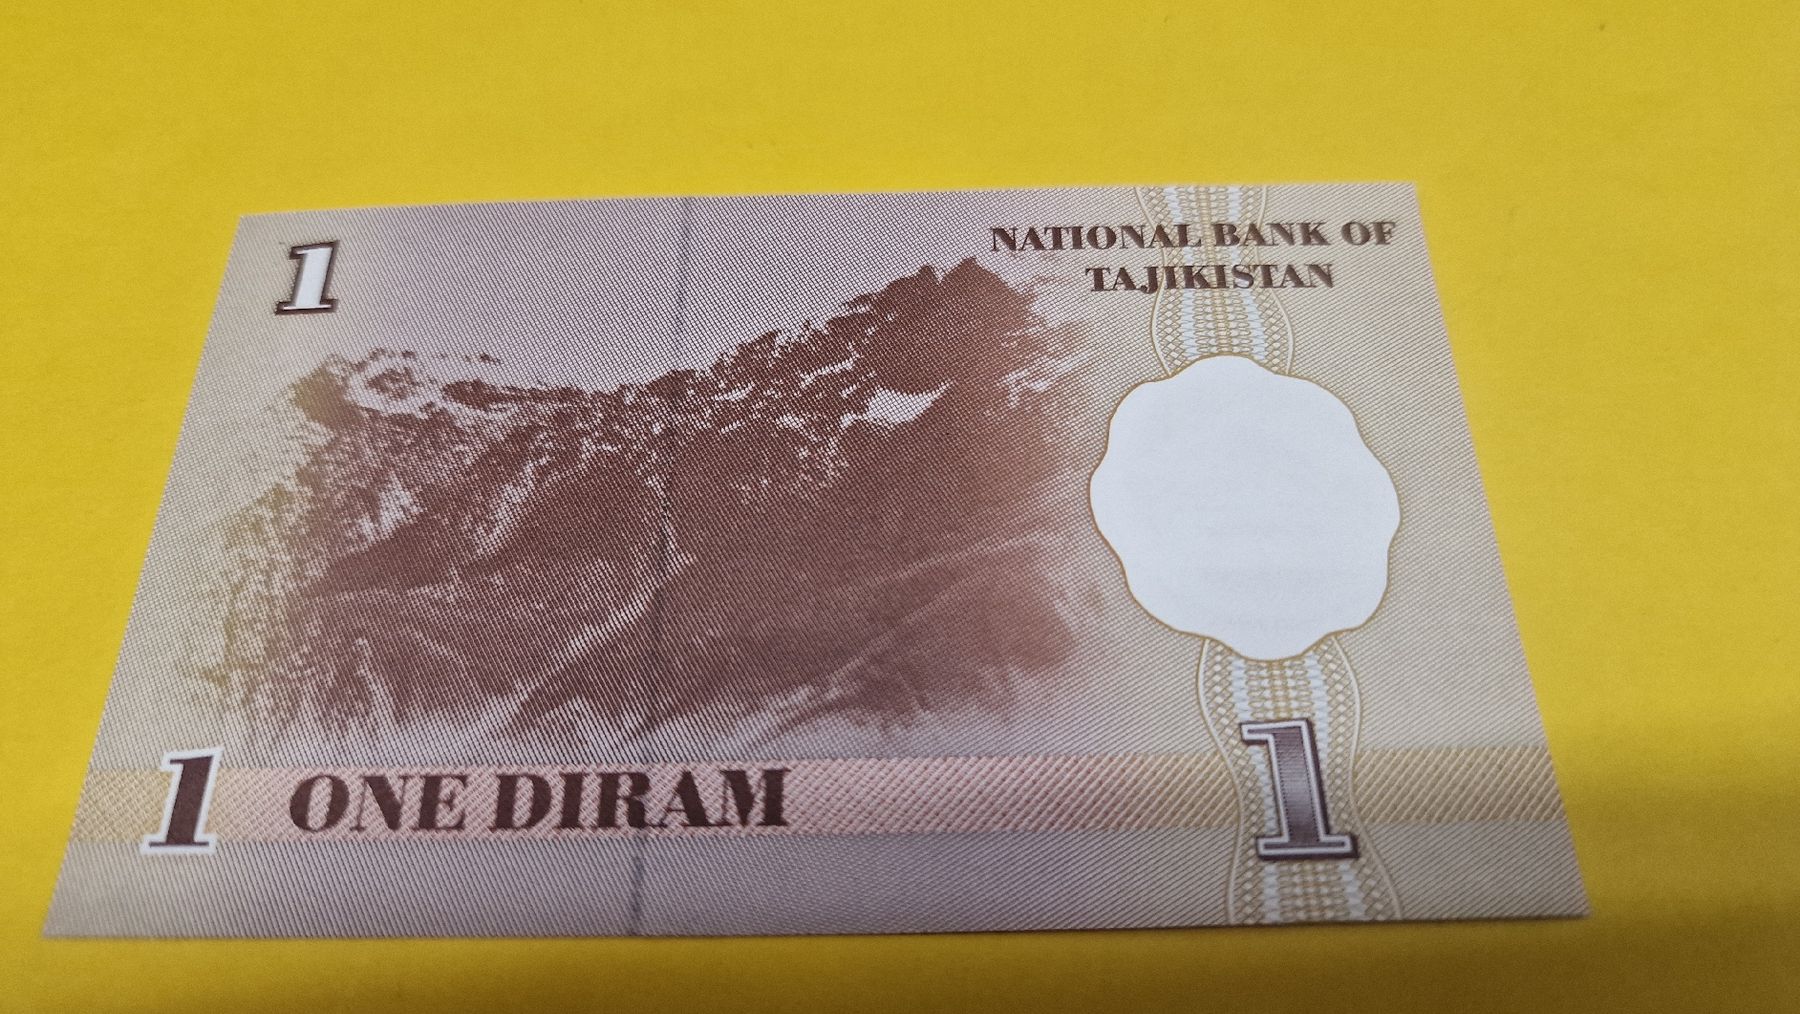 1
NATIONAL BANK OF
TAJIKISTAN
1 ONE DIRAM
1